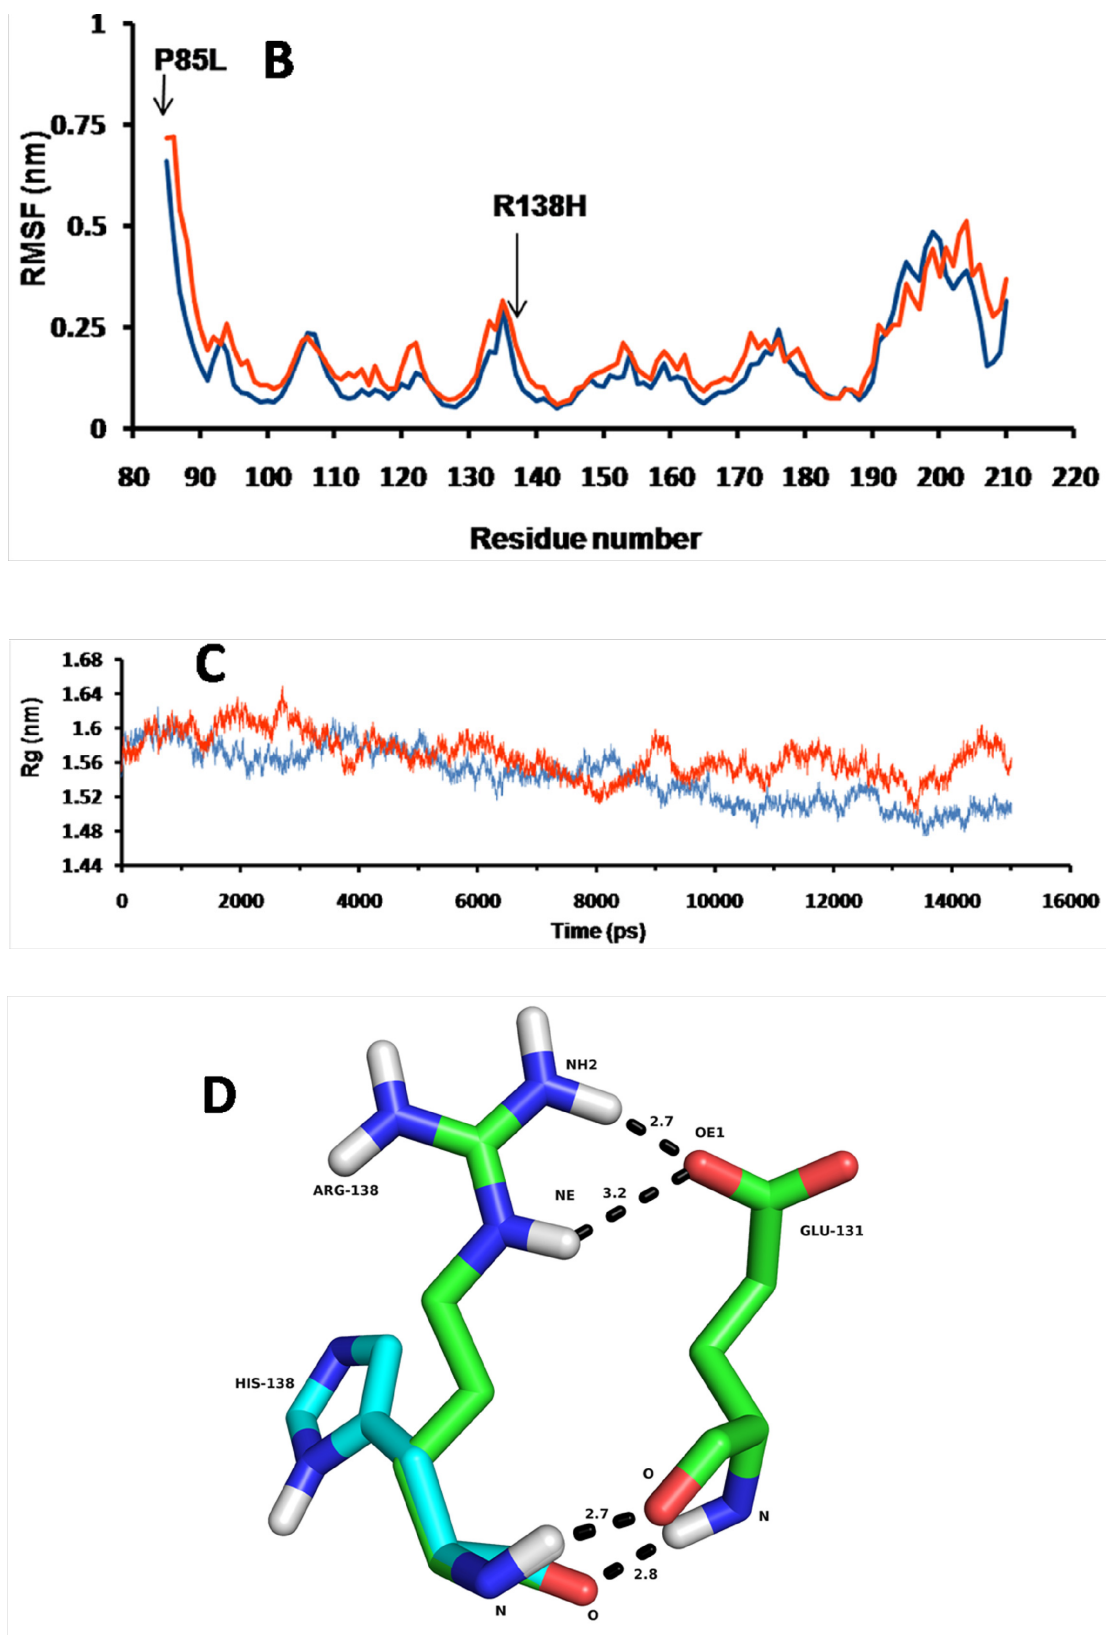 B
P85L
R138H
RMSF (nm)
1
0.75
0.5
0.25
0
80 90 100 110 120 130 140 150 160 170 180 190 200 210 220
Residue number
C
Rg (nm)
1.68
1.64
1.6
1.56
1.52
1.48
1.44
0 2000 4000 6000 8000 10000 12000 14000 16000
Time (ps)
D
NH2
2.7
OE1
ARG-138
NE
3.2
GLU-131
HIS-138
O
2.7
N
2.8
N
O